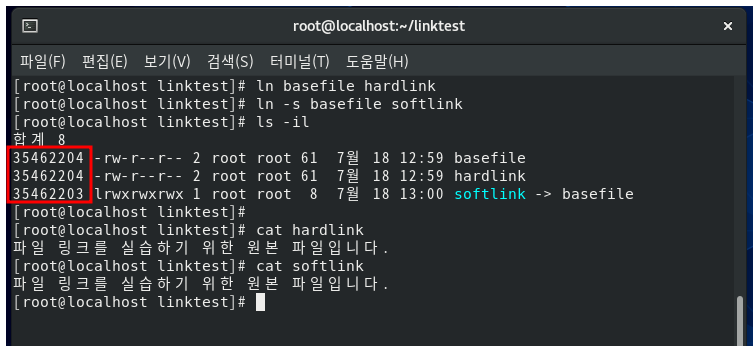 root@localhost:~/linktest
파일(F) 편집(E) 보기(V) 검색(S) 터미널(T) 도움말(H)
[root@localhost linktest]# ln basefile hardlink
[root@localhost linktest]# ln -s basefile softlink
[root@localhost linktest]# ls -il
합계 8
35462204 -rw-r--r-- 2 root root 61 7월 18 12:59 basefile
35462204 -rw-r--r-- 2 root root 61 7월 18 12:59 hardlink
35462203 lrwxrwxrwx 1 root root 8 7월 18 13:00 softlink -> basefile
[root@localhost linktest]#
[root@localhost linktest]# cat hardlink
파일 링크를 실습하기 위한 원본 파일입니다.
[root@localhost linktest]# cat softlink
파일 링크를 실습하기 위한 원본 파일입니다.
[root@localhost linktest]#